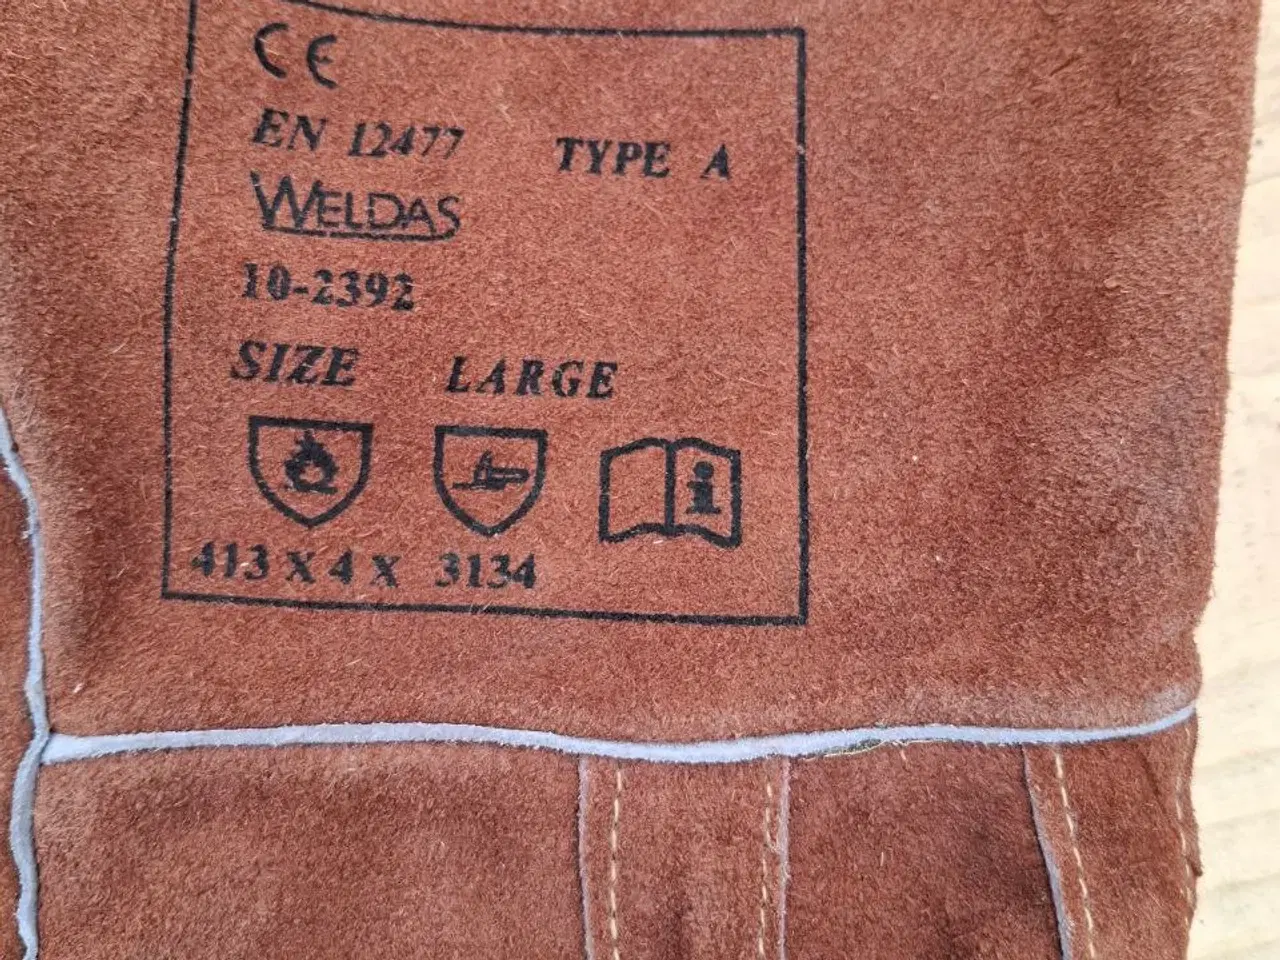 CE
EN 12477 TYPE A
WELDAS
10-2392
SIZE LARGE
i
413 X 4 X 3134